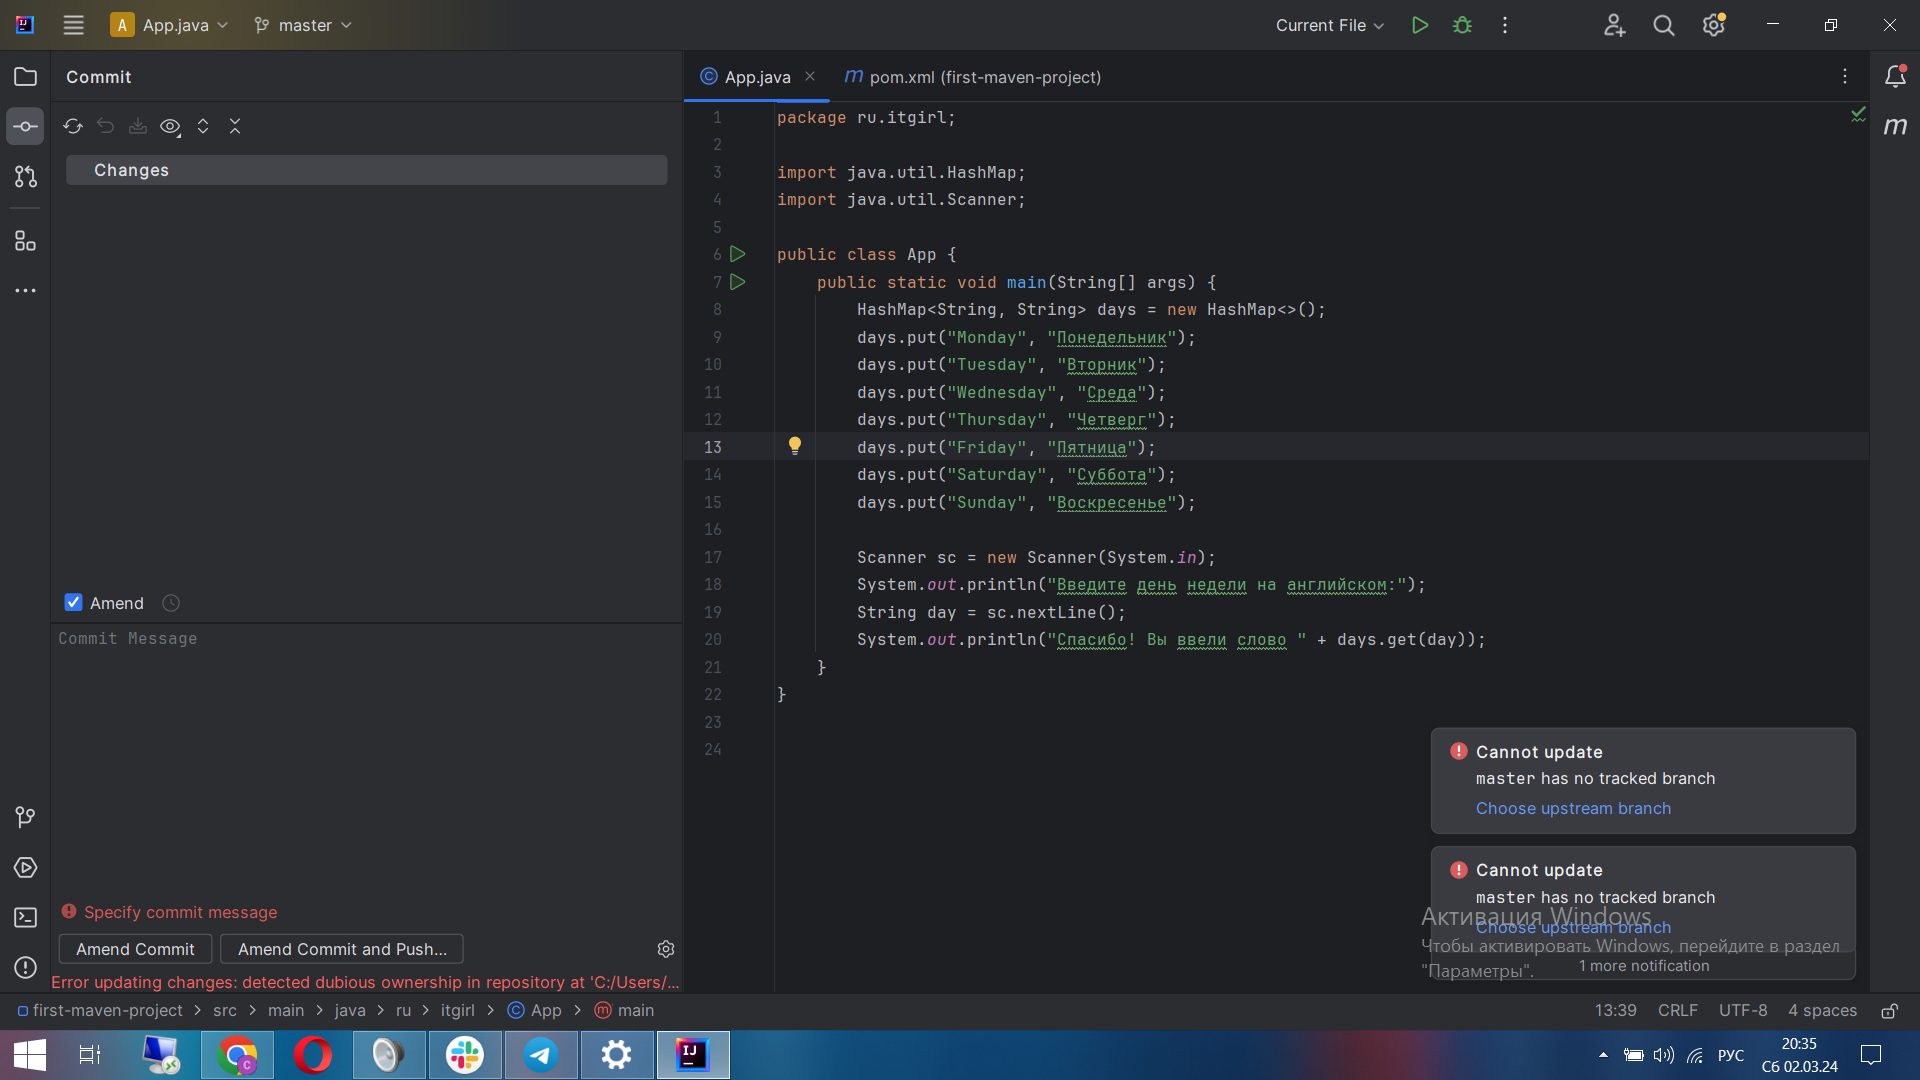 A App.java master
Current File
Commit
App.java
m pom.xml (first-maven-project)
m
Changes
1 package ru.itgirl;
2
3 import java.util.HashMap;
4 import java.util.Scanner;
5
6 public class App {
7 public static void main(String[] args) {
8 HashMap<String, String> days = new HashMap<>();
9 days.put("Monday", "Понедельник");
10 days.put("Tuesday", "Вторник");
11 days.put("Wednesday", "Среда");
12 days.put("Thursday", "Четверг");
13 days.put("Friday", "Пятница");
14 days.put("Saturday", "Суббота");
15 days.put("Sunday", "Воскресенье");
16
17 Scanner sc = new Scanner(System.in);
18 System.out.println("Введите день недели на английском:");
19 String day = sc.nextLine();
20 System.out.println("Спасибо! Вы ввели слово " + days.get(day));
21 }
22 }
23
24
Amend
Commit Message
Specify commit message
Amend Commit Amend Commit and Push...
Error updating changes: detected dubious ownership in repository at 'C:/Users/...
Cannot update
master has no tracked branch
Choose upstream branch
Cannot update
master has no tracked branch
Choose upstream branch
1 more notification
Активация Windows
Чтобы активировать Windows, перейдите в раздел
"Параметры".
first-maven-project > src > main > java > ru > itgirl > App > main
13:39 CRLF UTF-8 4 spaces
РУС
20:35
Сб 02.03.24